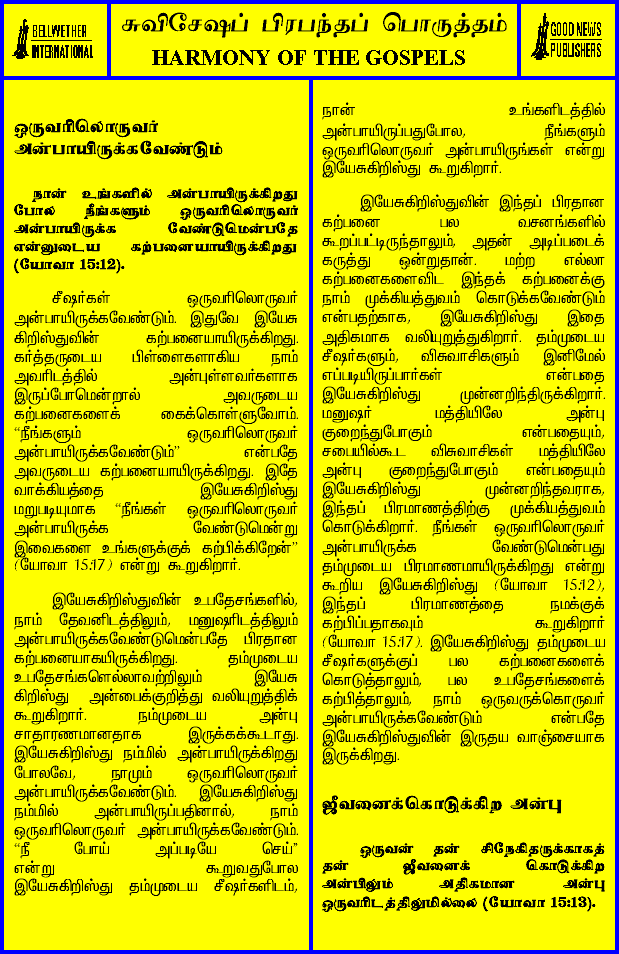 BELLWETHER
INTERNATIONAL
சுவிசேஷப் பிரபந்தப் பொருத்தம்
HARMONY OF THE GOSPELS
GOOD NEWS
PUBLISHERS
ஒருவரிலொருவர்
அன்பாயிருக்கவேண்டும்
நான் உங்களில் அன்பாயிருக்கிறது
போல நீங்களும் ஒருவரிலொருவர்
அன்பாயிருக்க வேண்டுமென்பதே
என்னுடைய கற்பனையாயிருக்கிறது
(யோவா 15:12).
சீஷர்கள் ஒருவரிலொருவர்
அன்பாயிருக்கவேண்டும். இதுவே இயேசு
கிறிஸ்துவின் கற்பனையாயிருக்கிறது.
கர்த்தருடைய பிள்ளைகளாகிய நாம்
அவரிடத்தில் அன்புள்ளவர்களாக
இருப்போமென்றால் அவருடைய
கற்பனைகளைக் கைக்கொள்ளுவோம்.
“நீங்களும் ஒருவரிலொருவர்
அன்பாயிருக்கவேண்டும்” என்பதே
அவருடைய கற்பனையாயிருக்கிறது. இதே
வாக்கியத்தை இயேசுகிறிஸ்து
மறுபடியுமாக “நீங்கள் ஒருவரிலொருவர்
அன்பாயிருக்க வேண்டுமென்று
இவைகளை உங்களுக்குக் கற்பிக்கிறேன்”
(யோவா 15:17) என்று கூறுகிறார்.
இயேசுகிறிஸ்துவின் உபதேசங்களில்,
நாம் தேவனிடத்திலும், மனுஷரிடத்திலும்
அன்பாயிருக்கவேண்டுமென்பதே பிரதான
கற்பனையாகயிருக்கிறது. தம்முடைய
உபதேசங்களெல்லாவற்றிலும் இயேசு
கிறிஸ்து அன்பைக்குறித்து வலியுறுத்திக்
கூறுகிறார். நம்முடைய அன்பு
சாதாரணமானதாக இருக்கக்கூடாது.
இயேசுகிறிஸ்து நம்மில் அன்பாயிருக்கிறது
போலவே, நாமும் ஒருவரிலொருவர்
அன்பாயிருக்கவேண்டும். இயேசுகிறிஸ்து
நம்மில் அன்பாயிருப்பதினால், நாம்
ஒருவரிலொருவர் அன்பாயிருக்கவேண்டும்.
“நீ போய் அப்படியே செய்”
என்று கூறுவதுபோல
இயேசுகிறிஸ்து தம்முடைய சீஷர்களிடம்,
நான் உங்களிடத்தில்
அன்பாயிருப்பதுபோல, நீங்களும்
ஒருவரிலொருவர் அன்பாயிருங்கள் என்று
இயேசுகிறிஸ்து கூறுகிறார்.
இயேசுகிறிஸ்துவின் இந்தப் பிரதான
கற்பனை பல வசனங்களில்
கூறப்பட்டிருந்தாலும், அதன் அடிப்படைக்
கருத்து ஒன்றுதான். மற்ற எல்லா
கற்பனைகளைவிட இந்தக் கற்பனைக்கு
நாம் முக்கியத்துவம் கொடுக்கவேண்டும்
என்பதற்காக, இயேசுகிறிஸ்து இதை
அதிகமாக வலியுறுத்துகிறார். தம்முடைய
சீஷர்களும், விசுவாசிகளும் இனிமேல்
எப்படியிருப்பார்கள் என்பதை
இயேசுகிறிஸ்து முன்னறிந்திருக்கிறார்.
மனுஷர் மத்தியிலே அன்பு
குறைந்துபோகும் என்பதையும்,
சபையில்கூட விசுவாசிகள் மத்தியிலே
அன்பு குறைந்துபோகும் என்பதையும்
இயேசுகிறிஸ்து முன்னறிந்தவராக,
இந்தப் பிரமாணத்திற்கு முக்கியத்துவம்
கொடுக்கிறார். நீங்கள் ஒருவரிலொருவர்
அன்பாயிருக்க வேண்டுமென்பது
தம்முடைய பிரமாணமாயிருக்கிறது என்று
கூறிய இயேசுகிறிஸ்து (யோவா 15:12),
இந்தப் பிரமாணத்தை நமக்குக்
கற்பிப்பதாகவும் கூறுகிறார்
(யோவா 15:17). இயேசுகிறிஸ்து தம்முடைய
சீஷர்களுக்குப் பல கற்பனைகளைக்
கொடுத்தாலும், பல உபதேசங்களைக்
கற்பித்தாலும், நாம் ஒருவருக்கொருவர்
அன்பாயிருக்கவேண்டும் என்பதே
இயேசுகிறிஸ்துவின் இருதய வாஞ்சையாக
இருக்கிறது.
ஜீவனைக்கொடுக்கிற அன்பு
ஒருவன் தன் சிநேகிதருக்காகத்
தன் ஜீவனைக் கொடுக்கிற
அன்பிலும் அதிகமான அன்பு
ஒருவரிடத்திலுமில்லை (யோவா 15:13).